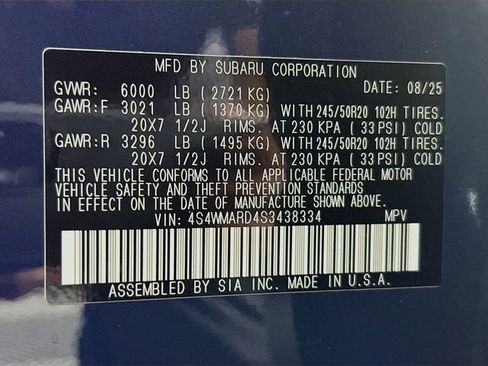 MFD BY SUBARU CORPORATION
GVWR: 6000 LB (2721 KG) DATE: 08/25
GAWR:F 3021 LB (1370 KG) WITH 245/50R20 102H TIRES.
20X7 1/2J RIMS. AT 230 KPA (33 PSI) COLD
GAWR:R 3296 LB (1495 KG) WITH 245/50R20 102H TIRES.
20X7 1/2J RIMS. AT 230 KPA (33 PSI) COLD
THIS VEHICLE CONFORMS TO ALL APPLICABLE FEDERAL MOTOR
VEHICLE SAFETY AND THEFT PREVENTION STANDARDS IN EFFECT
ON THE DATE OF MANUFACTURE SHOWN ABOVE.
VIN: 4S4WMARD4S3438334 MPV
ASSEMBLED BY SIA INC. MADE IN U.S.A.